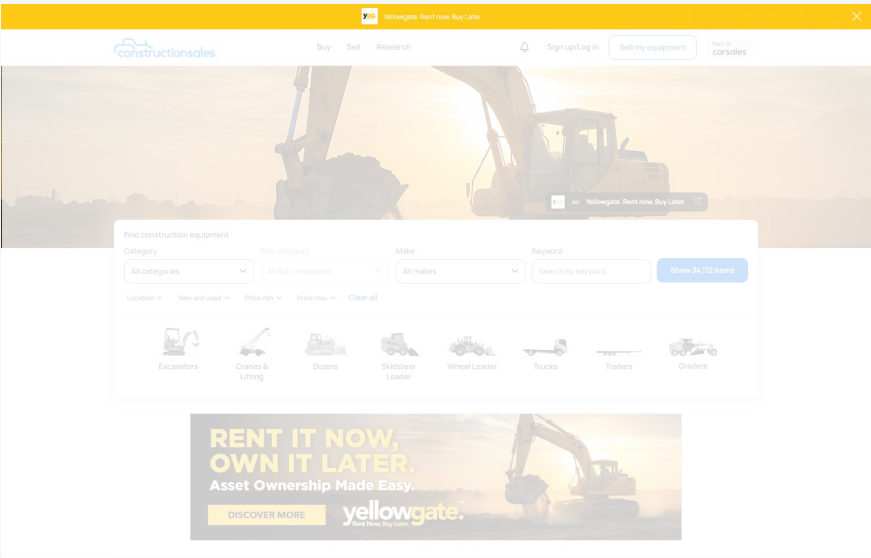 Yellowgate. Rent now, Buy Later
constructionsales
Buy Sell Research
Sign up/Log in
Sell my equipment
PART OF
carsales
Ad Yellowgate. Rent now, Buy Later
Find construction equipment
Category Sub category Make Keyword
All categories All sub categories All makes Search by keyword Show 34,112 items
Location New and used Price min Price max Clear all
Excavators
Cranes &
Lifting
Dozers
Skidsteer
Loader
Wheel Loader
Trucks
Trailers
Graders
RENT IT NOW,
OWN IT LATER.
Asset Ownership Made Easy.
DISCOVER MORE
yellowgate.
Rent Now, Buy Later.